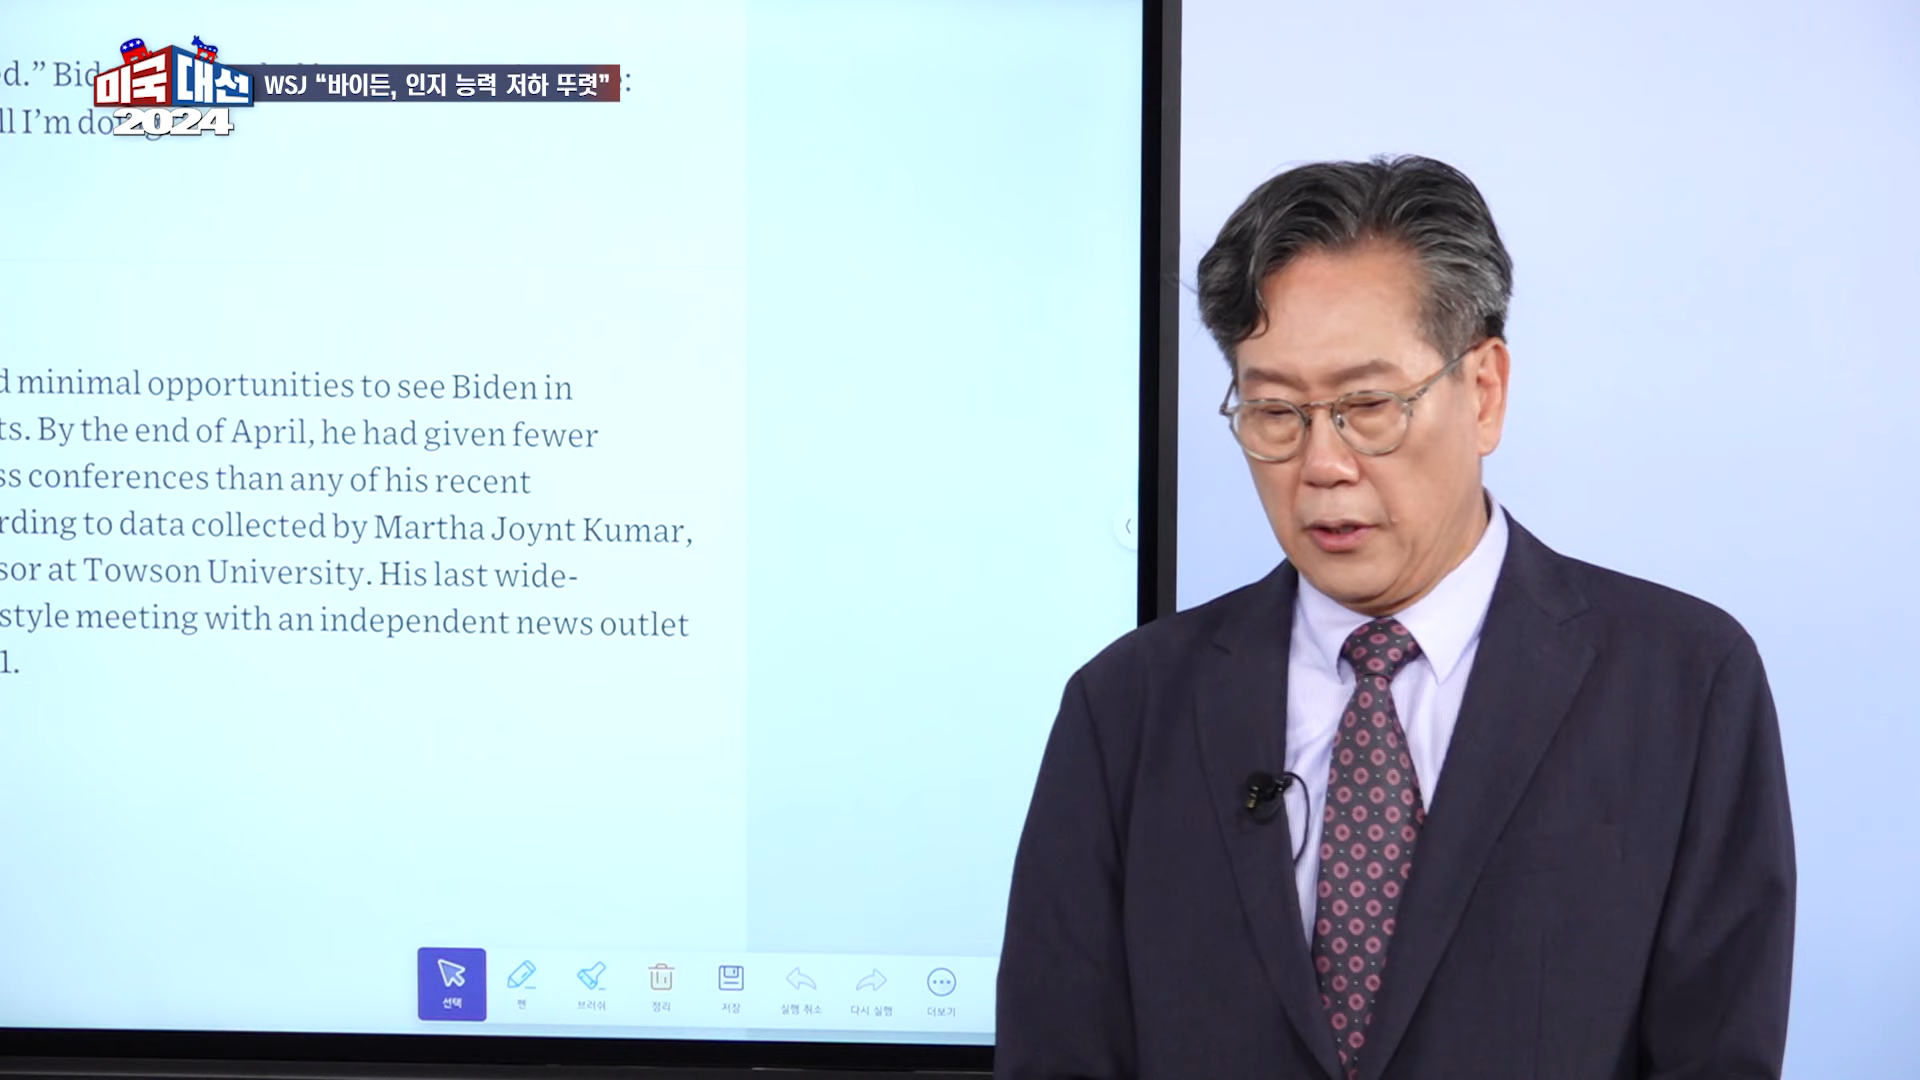 ed.” Bid
미국 대선 2024
WSJ “바이든, 인지 능력 저하 뚜렷”
ll I’m doing
d minimal opportunities to see Biden in
ts. By the end of April, he had given fewer
ss conferences than any of his recent
rding to data collected by Martha Joynt Kumar,
sor at Towson University. His last wide-
style meeting with an independent news outlet
1.
선택 펜 브러쉬 정리 저장 실행 취소 다시 실행 더보기